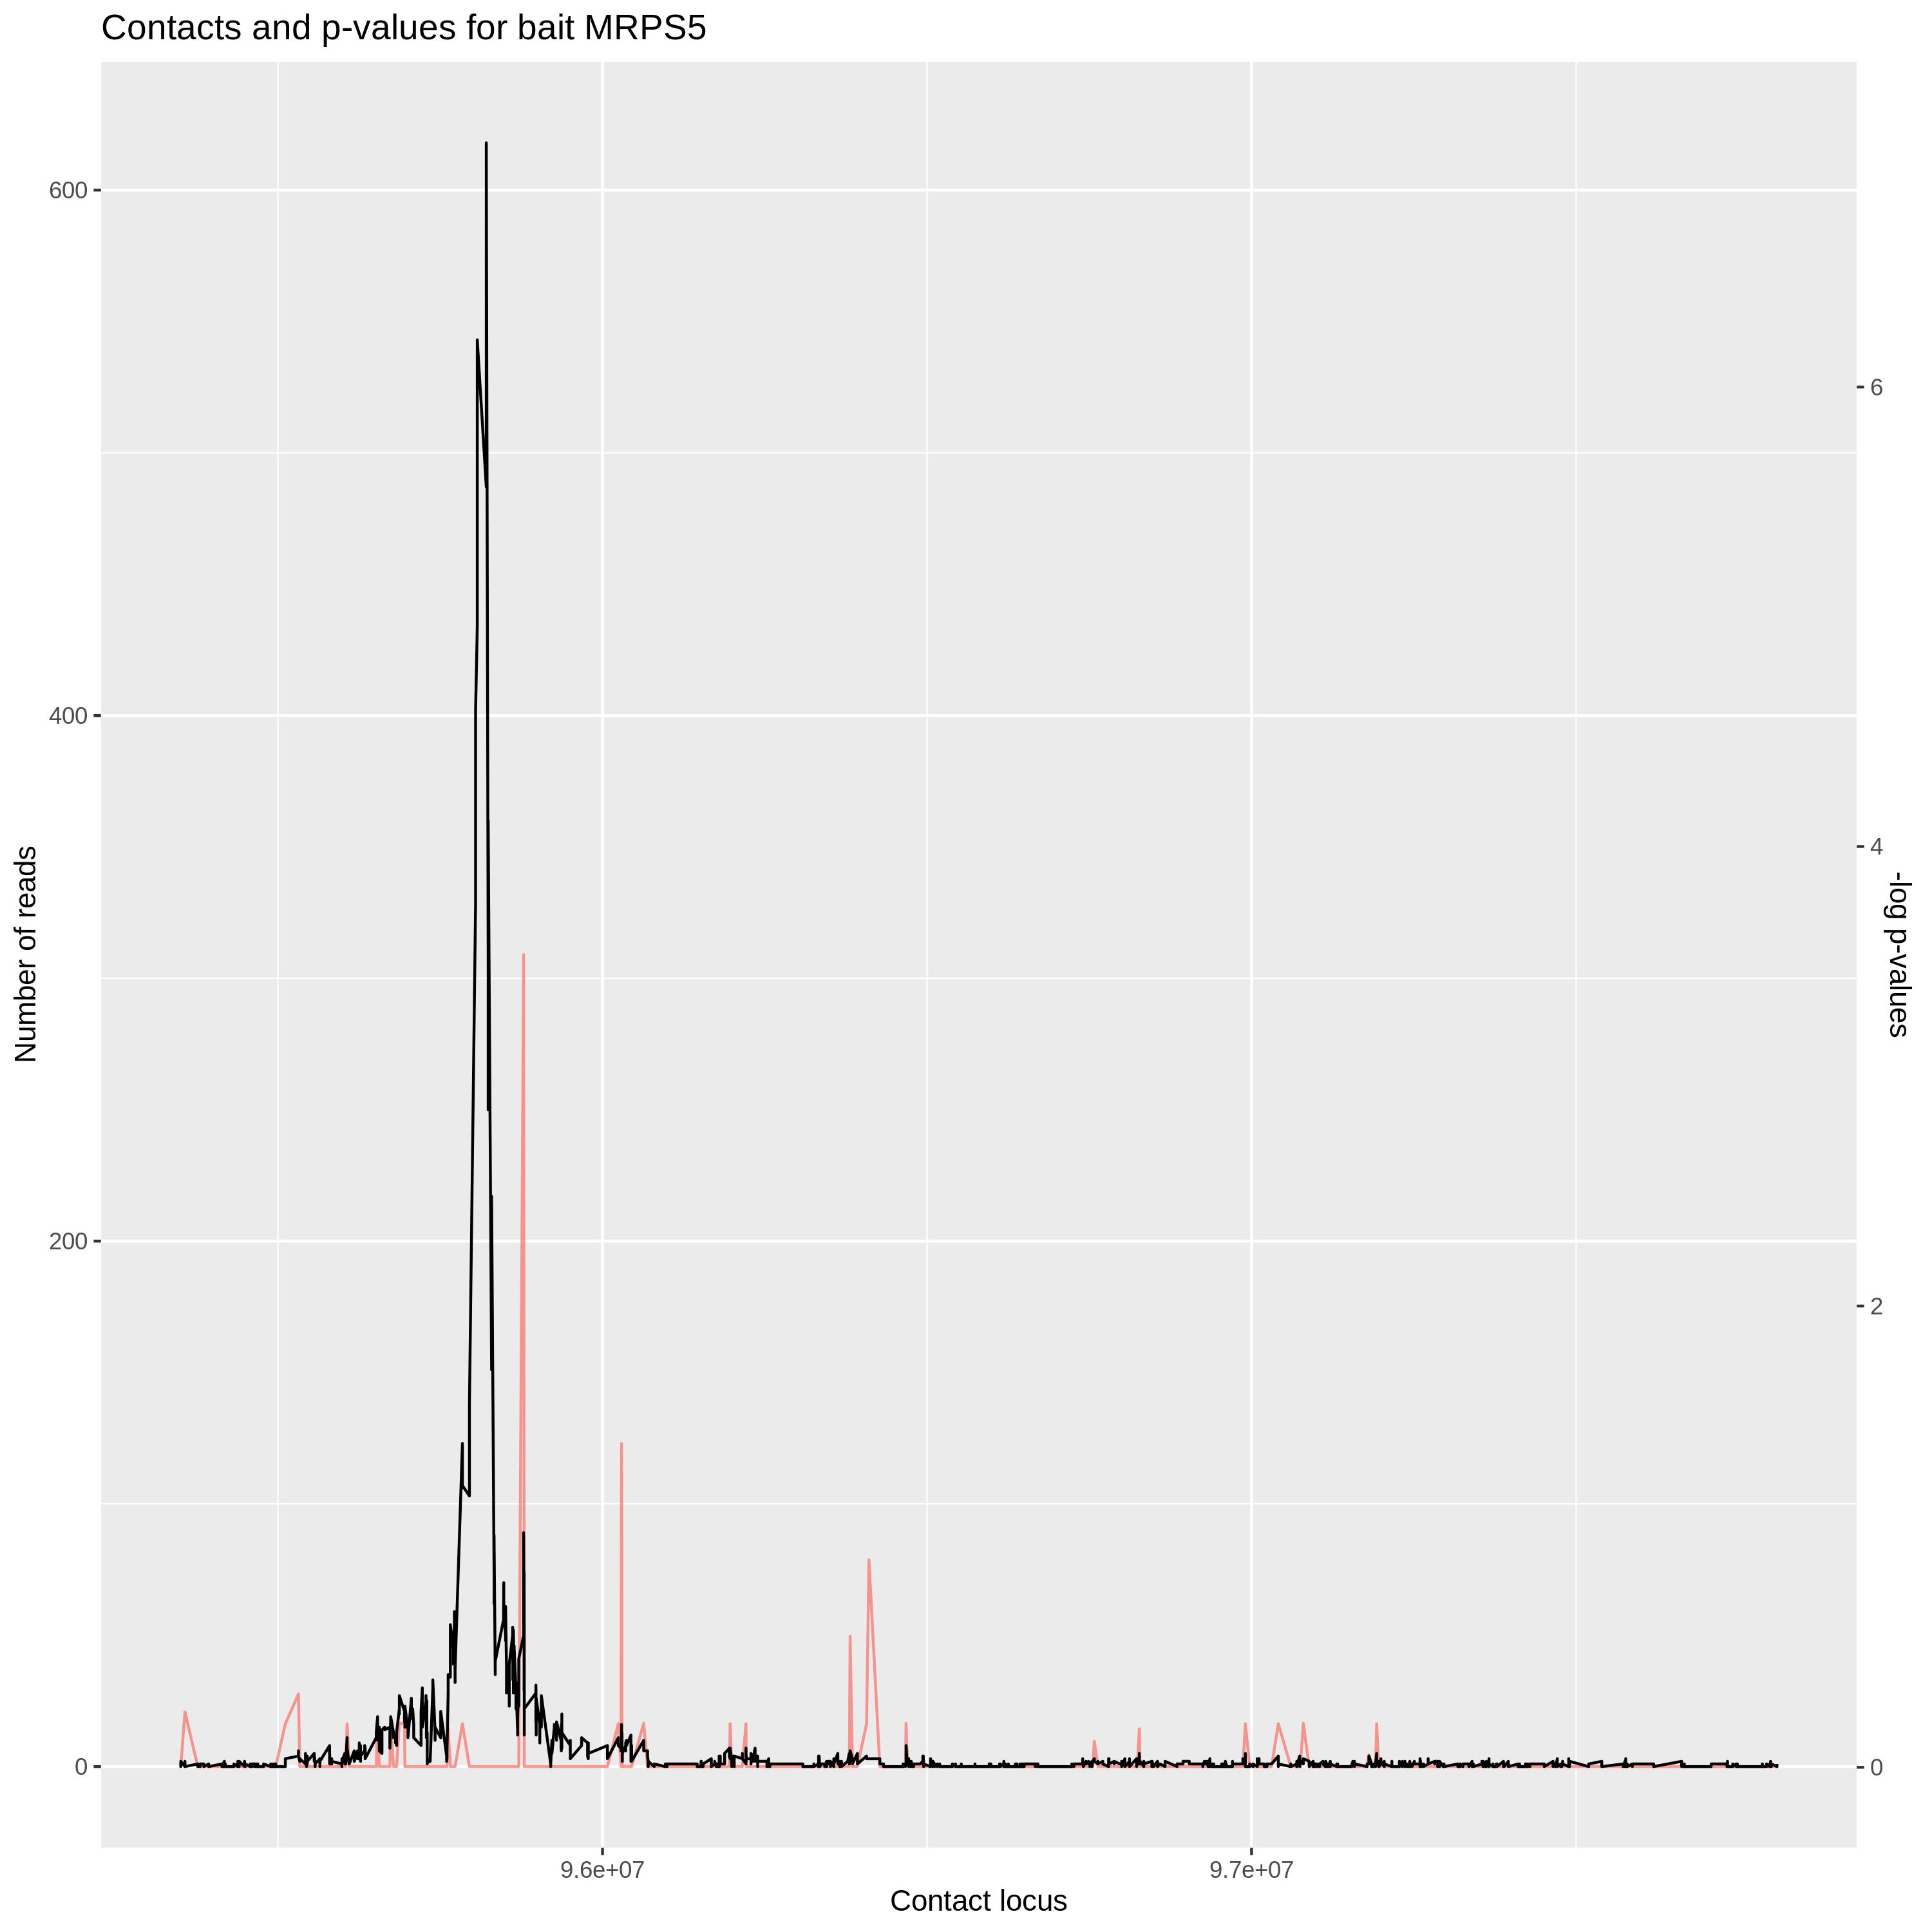 Contacts and p-values for bait MRPS5
600
400
200
0
Number of reads
6
4
2
0
-log p-values
9.6e+07
9.7e+07
Contact locus